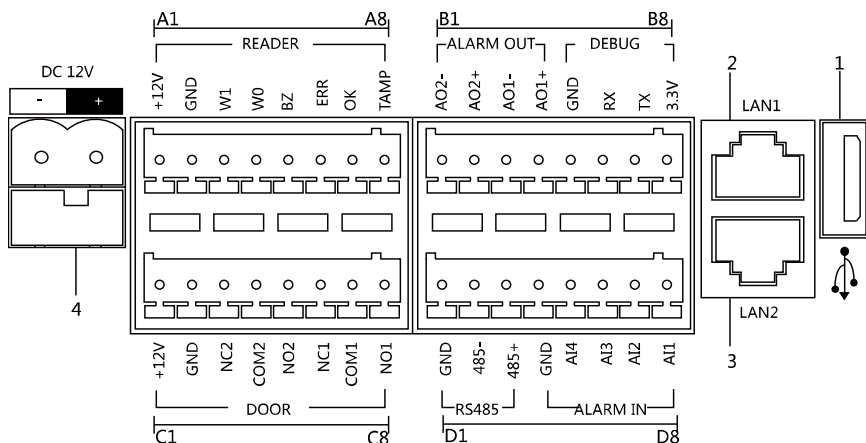 A1 A8 B1 B8
READER ALARM OUT DEBUG 2 1
DC 12V LAN1
- +
+12V GND W1 W0 BZ ERR OK TAMP AO2- AO2+ AO1- AO1+ GND RX TX 3.3V
4
+12V GND NC2 COM2 NO2 NC1 COM1 NO1 GND 485- 485+ GND AI4 AI3 AI2 AI1
LAN2
3
DOOR RS485 ALARM IN
C1 C8 D1 D8